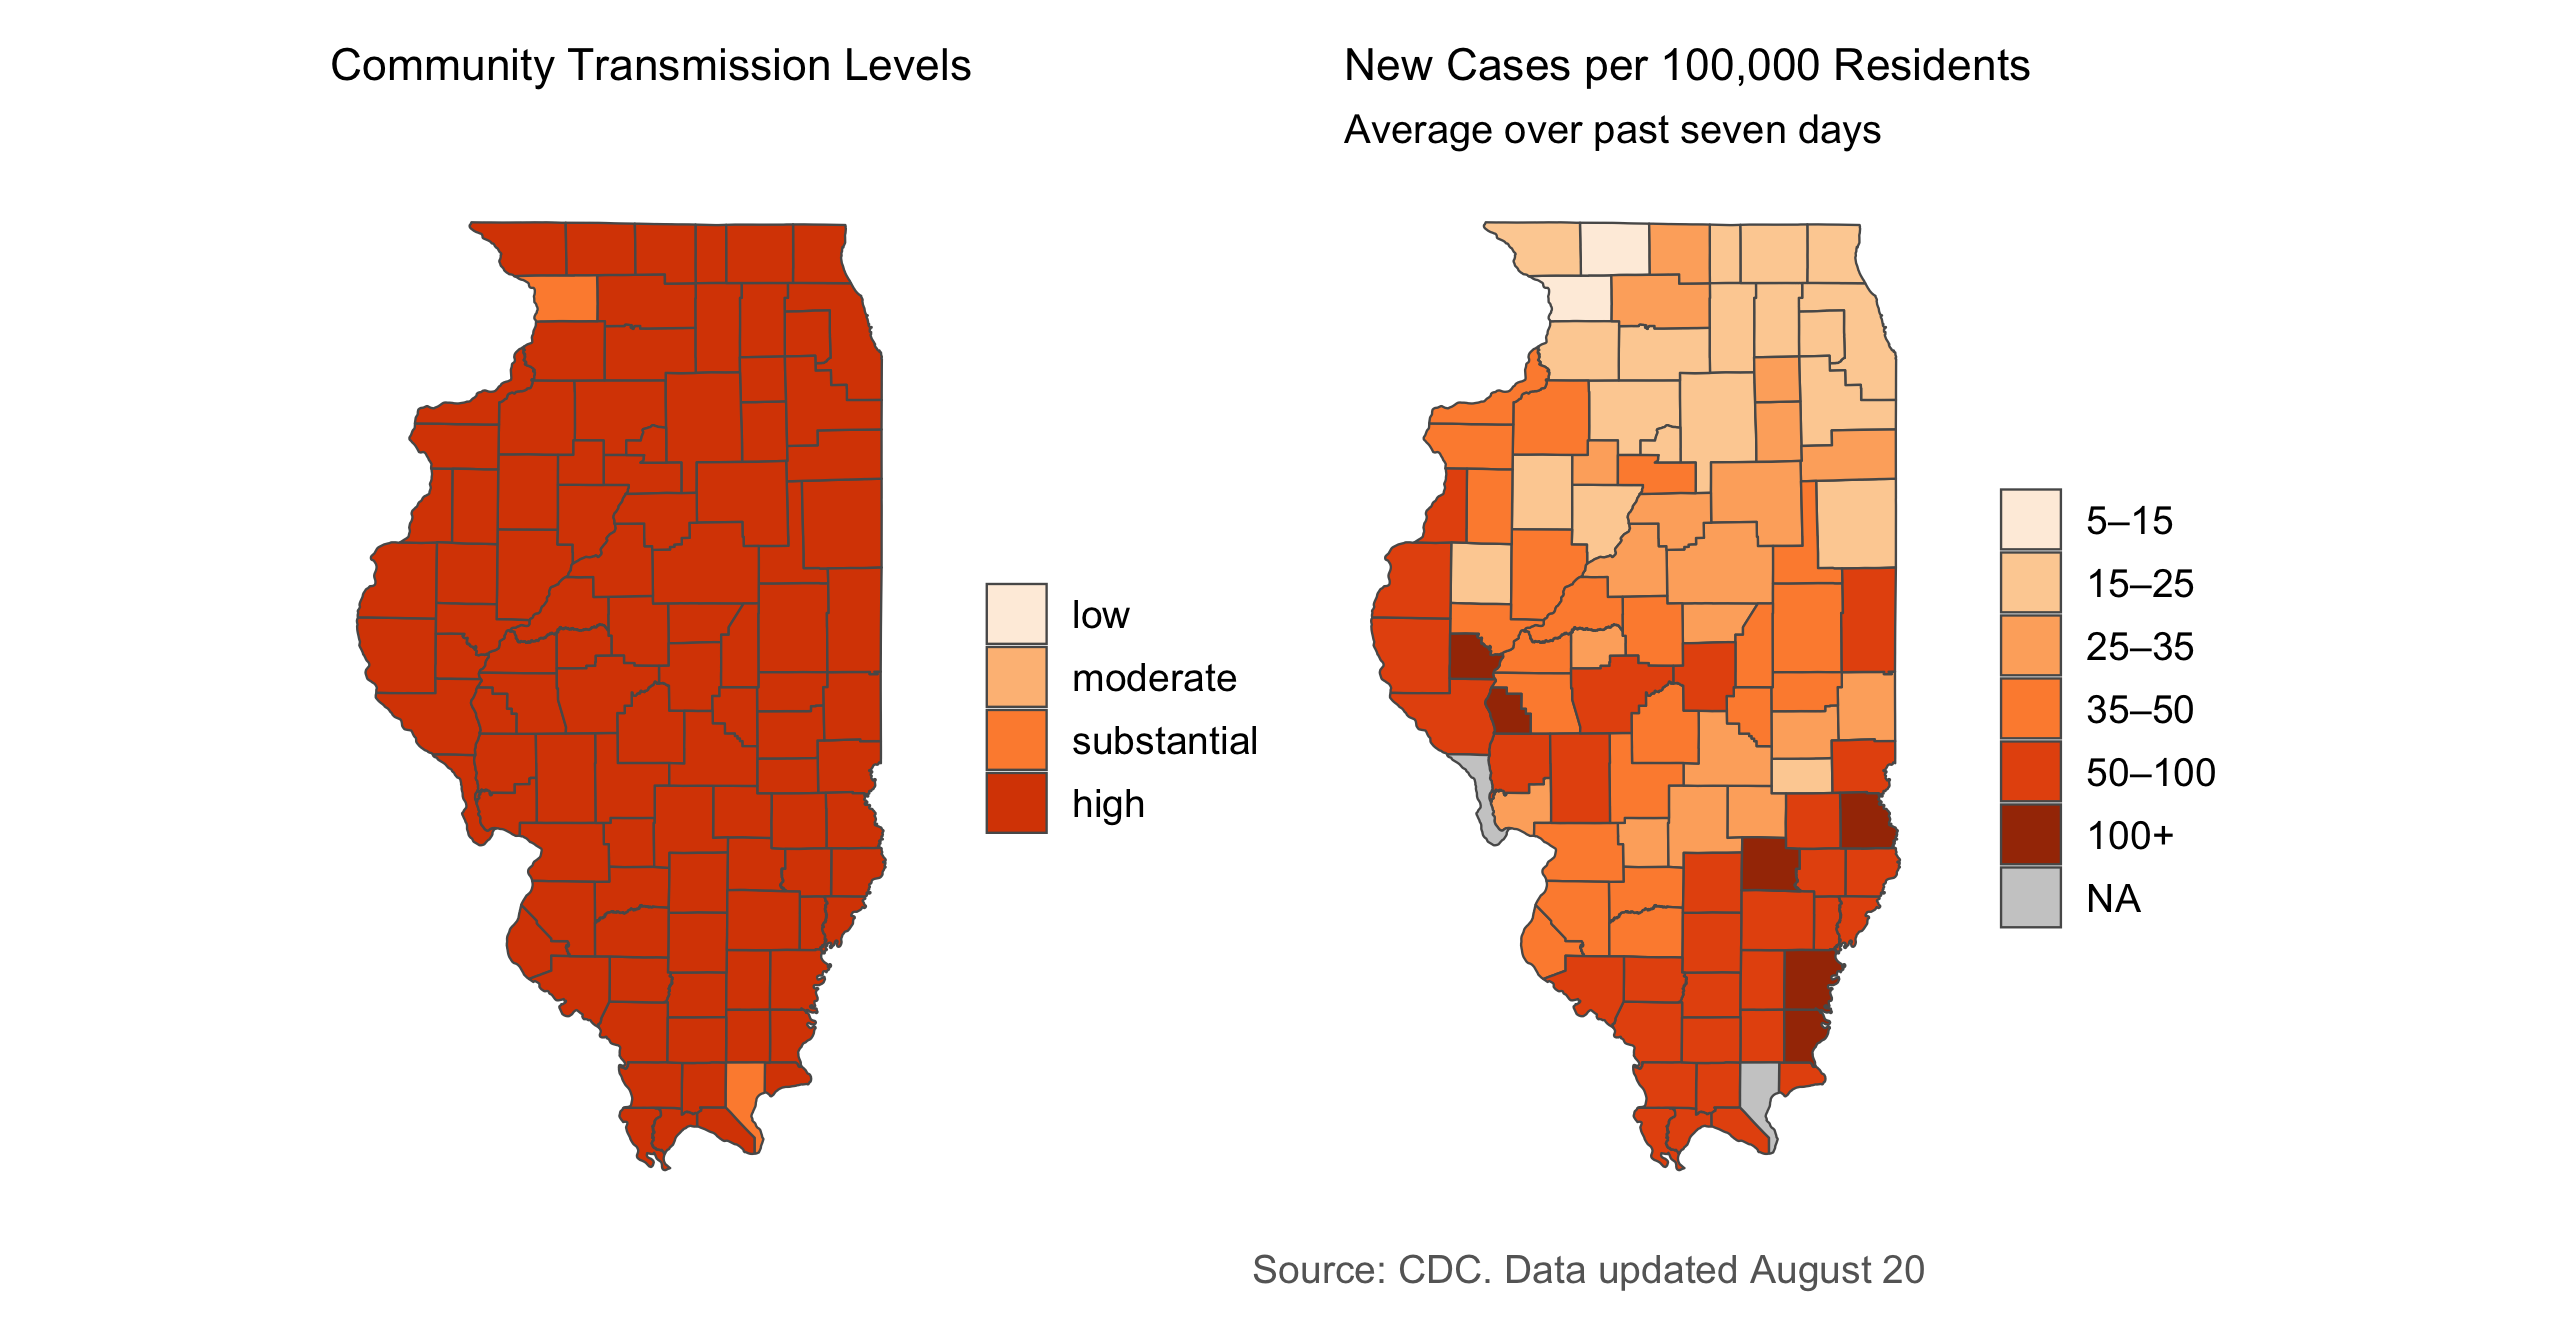 Community Transmission Levels
low
moderate
substantial
high
New Cases per 100,000 Residents
Average over past seven days
5–15
15–25
25–35
35–50
50–100
100+
NA
Source: CDC. Data updated August 20